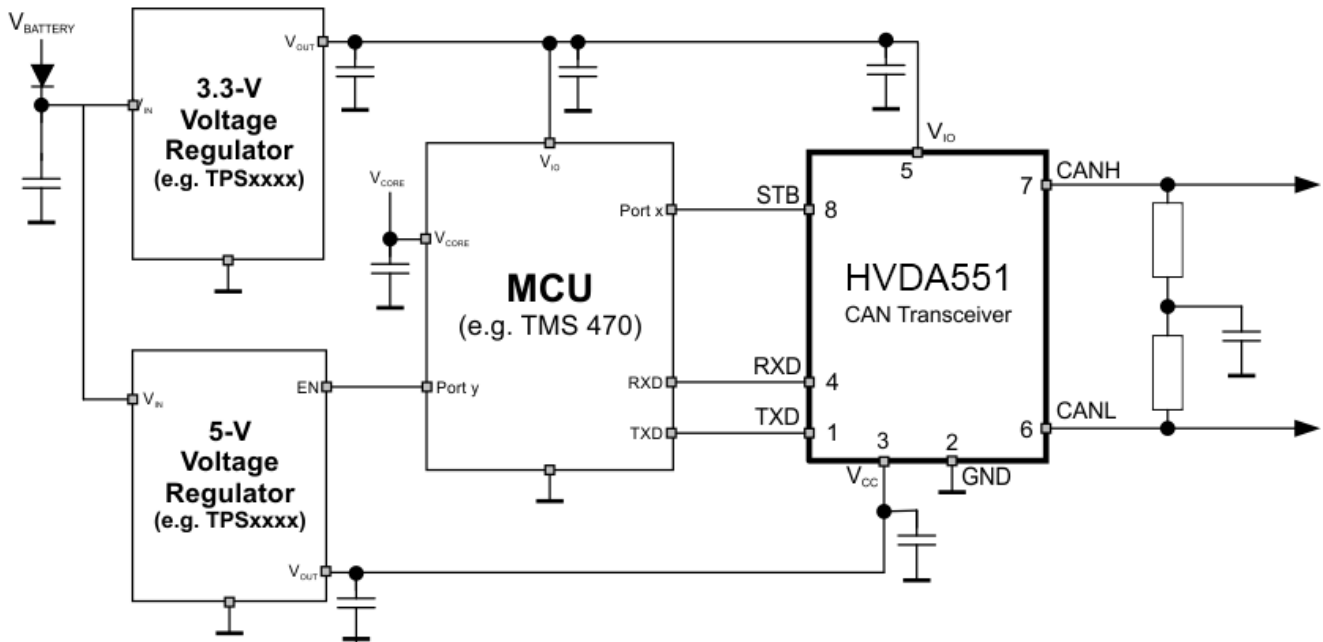 VBATTERY
VOUT
3.3-V
Voltage
Regulator
(e.g. TPSxxxx)
VIN
VIO
VIO
5
CANH
7
VCORE
VCORE
Port x
STB
8
MCU
(e.g. TMS 470)
HVDA551
CAN Transceiver
EN
Port y
RXD
RXD
4
VIN
5-V
Voltage
Regulator
(e.g. TPSxxxx)
TXD
TXD
1
3
2
6
CANL
VCC
GND
VOUT